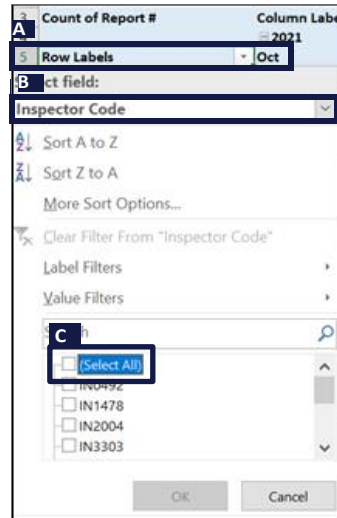 3 Count of Report # Column Labe
A
2021
5 Row Labels Oct
B ct field:
Inspector Code
Sort A to Z
Sort Z to A
More Sort Options...
Clear Filter From "Inspector Code"
Label Filters
Value Filters
C
(Select All)
IN0492
IN1478
IN2004
IN3303
OK Cancel